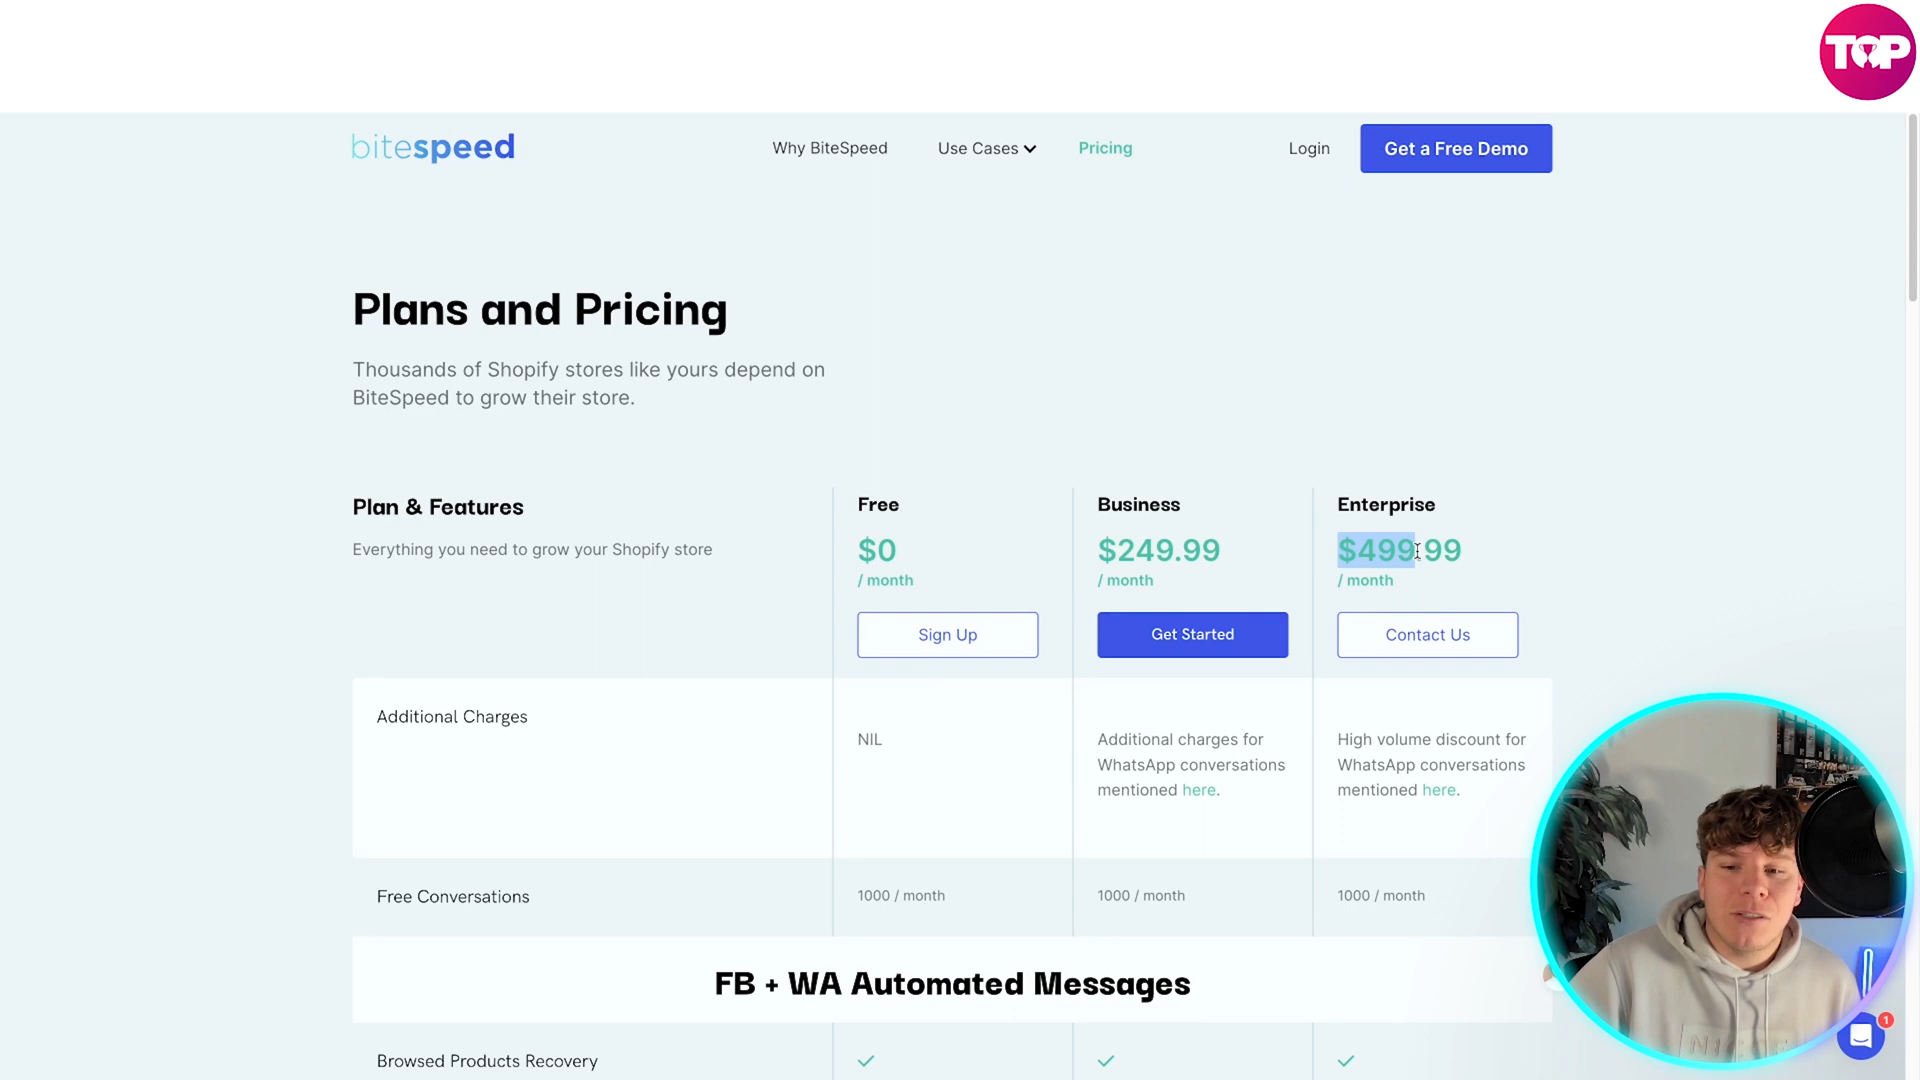 TOP
bitespeed
Why BiteSpeed
Use Cases
Pricing
Login
Get a Free Demo
Plans and Pricing
Thousands of Shopify stores like yours depend on
BiteSpeed to grow their store.
Plan & Features
Everything you need to grow your Shopify store
Free
$0
/ month
Sign Up
Business
$249.99
/ month
Get Started
Enterprise
$499.99
/ month
Contact Us
Additional Charges
NIL
Additional charges for
WhatsApp conversations
mentioned here.
High volume discount for
WhatsApp conversations
mentioned here.
Free Conversations
1000 / month
1000 / month
1000 / month
FB + WA Automated Messages
Browsed Products Recovery
1